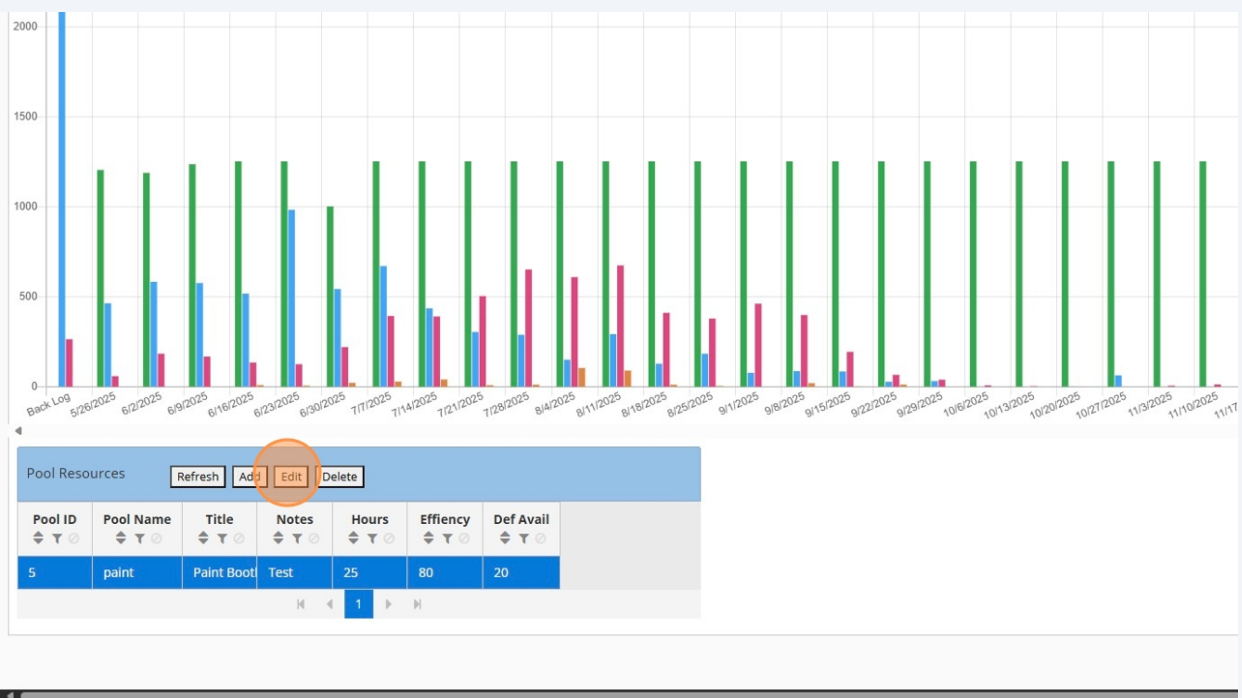 2000
1500
1000
500
0
Back Log 5/26/2025 6/2/2025 6/9/2025 6/16/2025 6/23/2025 6/30/2025 7/7/2025 7/14/2025 7/21/2025 7/28/2025 8/4/2025 8/11/2025 8/18/2025 8/25/2025 9/1/2025 9/8/2025 9/15/2025 9/22/2025 9/29/2025 10/6/2025 10/13/2025 10/20/2025 10/27/2025 11/3/2025 11/10/2025 11/17
Pool Resources Refresh Add Edit Delete
Pool ID Pool Name Title Notes Hours Effiency Def Avail
5 paint Paint Boot Test 25 80 20
1